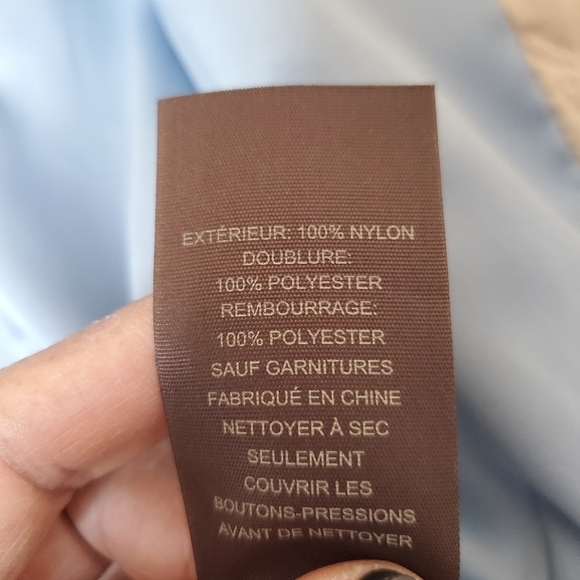 EXTÉRIEUR: 100% NYLON
DOUBLURE:
100% POLYESTER
REMBOURRAGE:
100% POLYESTER
SAUF GARNITURES
FABRIQUÉ EN CHINE
NETTOYER À SEC
SEULEMENT
COUVRIR LES
BOUTONS-PRESSIONS
AVANT DE NETTOYER